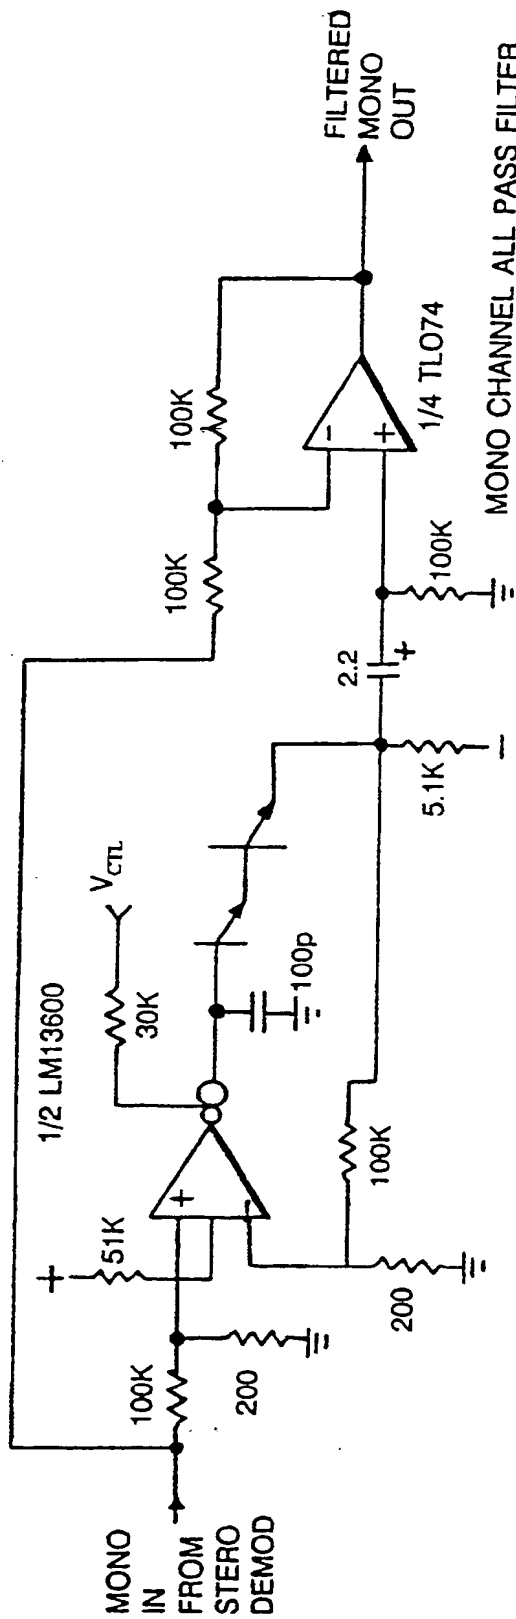 MONO
IN
FROM
STERO
DEMOD
100K
200
+
51K
1/2 LM13600
+
-
30K
VCTL
100p
200
100K
5.1K
-
2.2
+
100K
100K
100K
-
+
1/4 TL074
FILTERED
MONO
OUT
MONO CHANNEL ALL PASS FILTER